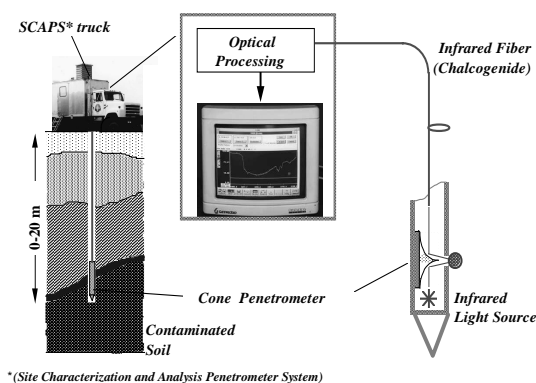 SCAPS* truck
Optical
Processing
Infrared Fiber
(Chalcogenide)
0-20 m
Cone Penetrometer
Infrared
Light Source
Contaminated
Soil
*(Site Characterization and Analysis Penetrometer System)